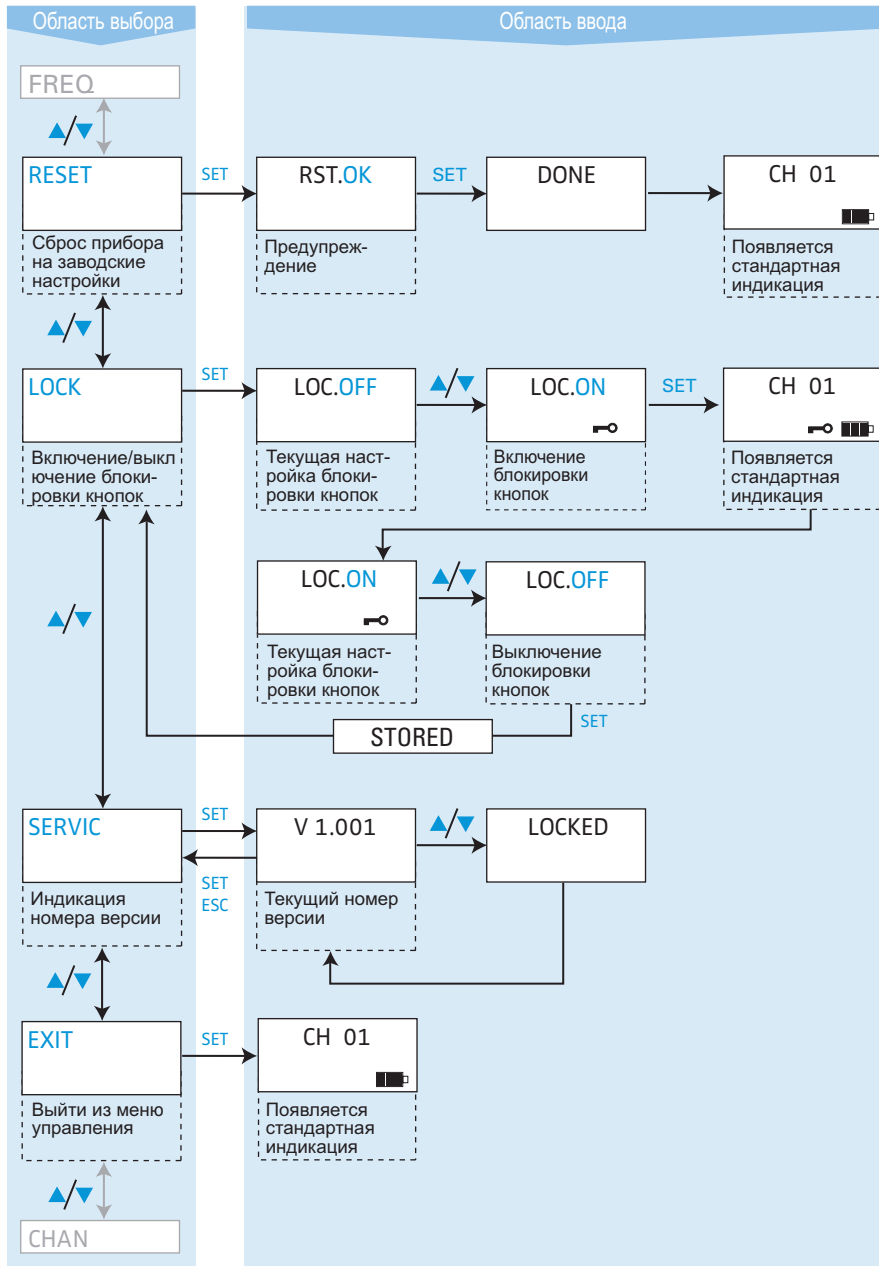 Область выбора
Область ввода
FREQ
▲/▼
RESET
SET
RST.OK
SET
DONE
CH 01
Сброс прибора
на заводские
настройки
Предупреж-
дение
Появляется
стандартная
индикация
▲/▼
LOCK
SET
LOC.OFF
▲/▼
LOC.ON
SET
CH 01
Включение/выкл
ючение блоки-
ровки кнопок
Текущая наст-
ройка блоки-
ровки кнопок
Включение
блокировки
кнопок
Появляется
стандартная
индикация
▲/▼
LOC.ON
▲/▼
LOC.OFF
Текущая наст-
ройка блоки-
ровки кнопок
Выключение
блокировки
кнопок
SET
STORED
SERVIC
SET
V 1.001
▲/▼
LOCKED
SET
ESC
Индикация
номера версии
Текущий номер
версии
▲/▼
EXIT
SET
CH 01
Выйти из меню
управления
Появляется
стандартная
индикация
▲/▼
CHAN